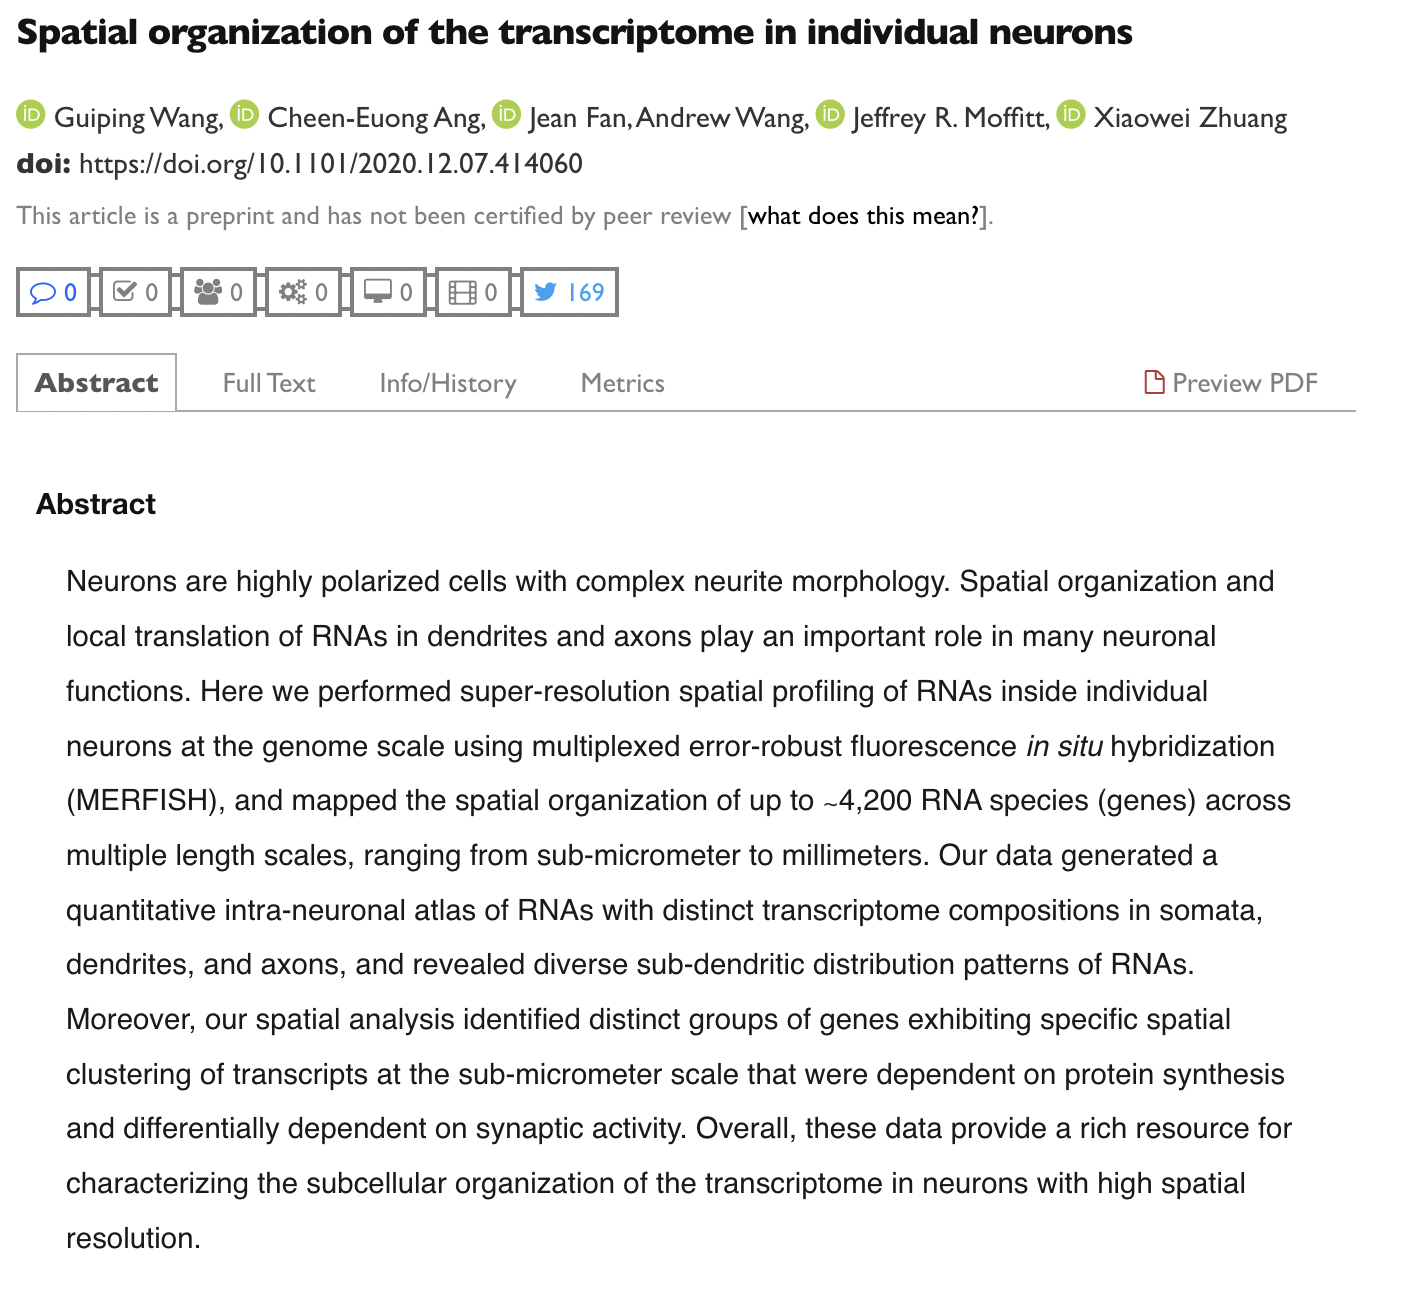 Spatial organization of the transcriptome in individual neurons
iD Guiping Wang, iD Cheen-Euong Ang, iD Jean Fan, Andrew Wang, iD Jeffrey R. Moffitt, iD Xiaowei Zhuang
doi: https://doi.org/10.1101/2020.12.07.414060
This article is a preprint and has not been certified by peer review [what does this mean?].
0 0 0 0 0 0 169
Abstract Full Text Info/History Metrics Preview PDF
Abstract
Neurons are highly polarized cells with complex neurite morphology. Spatial organization and
local translation of RNAs in dendrites and axons play an important role in many neuronal
functions. Here we performed super-resolution spatial profiling of RNAs inside individual
neurons at the genome scale using multiplexed error-robust fluorescence in situ hybridization
(MERFISH), and mapped the spatial organization of up to ~4,200 RNA species (genes) across
multiple length scales, ranging from sub-micrometer to millimeters. Our data generated a
quantitative intra-neuronal atlas of RNAs with distinct transcriptome compositions in somata,
dendrites, and axons, and revealed diverse sub-dendritic distribution patterns of RNAs.
Moreover, our spatial analysis identified distinct groups of genes exhibiting specific spatial
clustering of transcripts at the sub-micrometer scale that were dependent on protein synthesis
and differentially dependent on synaptic activity. Overall, these data provide a rich resource for
characterizing the subcellular organization of the transcriptome in neurons with high spatial
resolution.